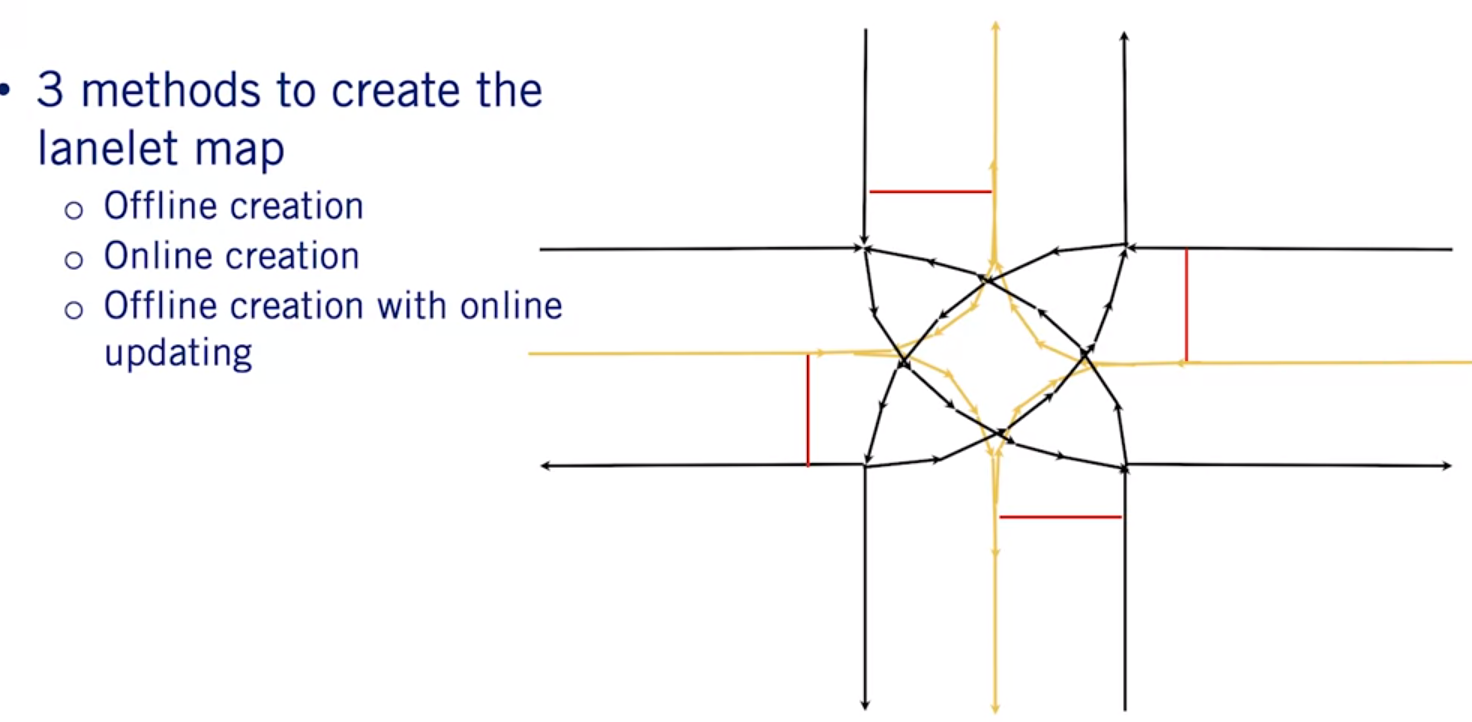 • 3 methods to create the
lanelet map
o Offline creation
o Online creation
o Offline creation with online
updating